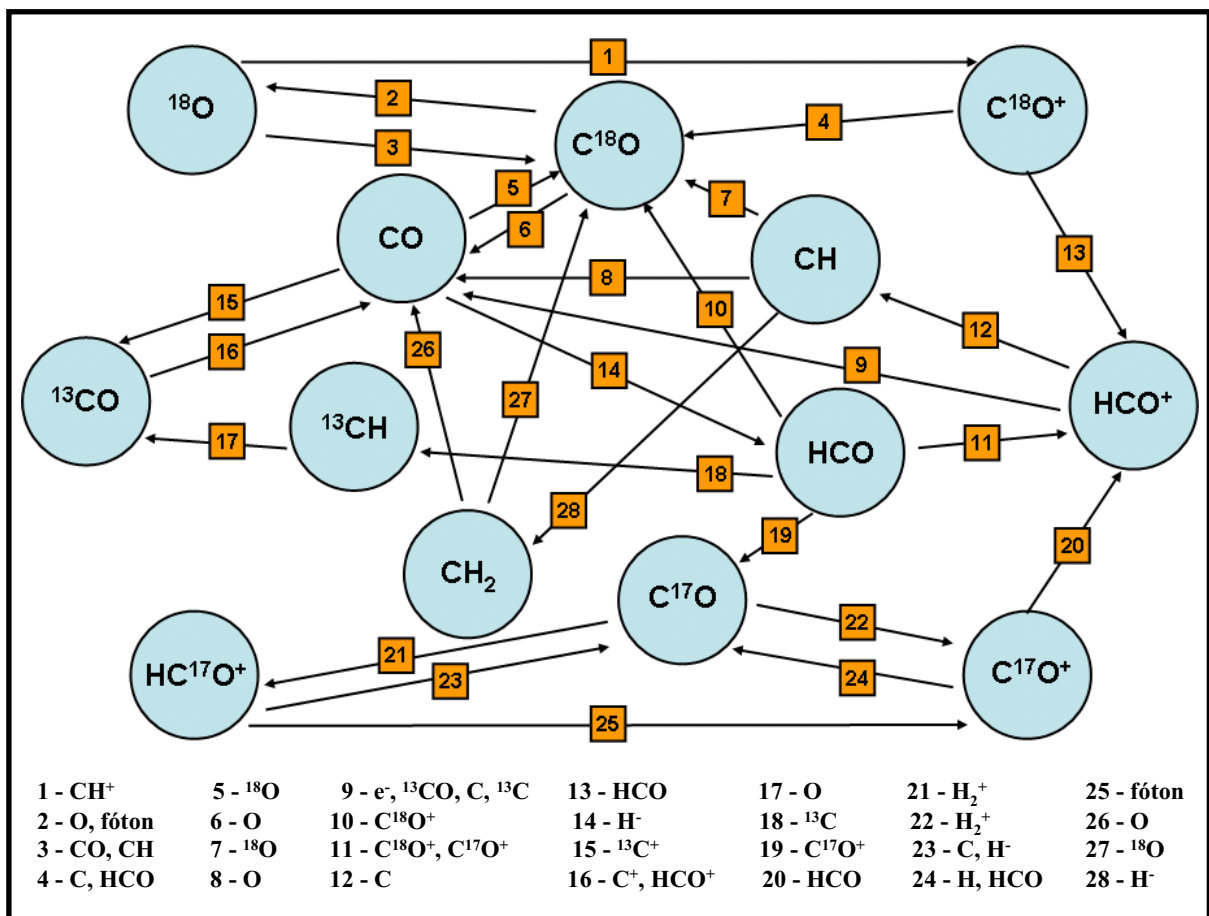 1
¹⁸O
2
C¹⁸O
4
C¹⁸O⁺
3
5
7
CO
6
CH
13
8
10
15
12
16
26
14
9
27
¹³CO
¹³CH
HCO⁺
17
HCO
11
18
28
19
20
CH₂
C¹⁷O
22
21
HC¹⁷O⁺
23
24
C¹⁷O⁺
25
1 - CH⁺ 5 - ¹⁸O 9 - e⁻, ¹³CO, C, ¹³C 13 - HCO 17 - O 21 - H₂⁺ 25 - fóton
2 - O, fóton 6 - O 10 - C¹⁸O⁺ 14 - H⁻ 18 - ¹³C 22 - H₂⁺ 26 - O
3 - CO, CH 7 - ¹⁸O 11 - C¹⁸O⁺, C¹⁷O⁺ 15 - ¹³C⁺ 19 - C¹⁷O⁺ 23 - C, H⁻ 27 - ¹⁸O
4 - C, HCO 8 - O 12 - C 16 - C⁺, HCO⁺ 20 - HCO 24 - H, HCO 28 - H⁻